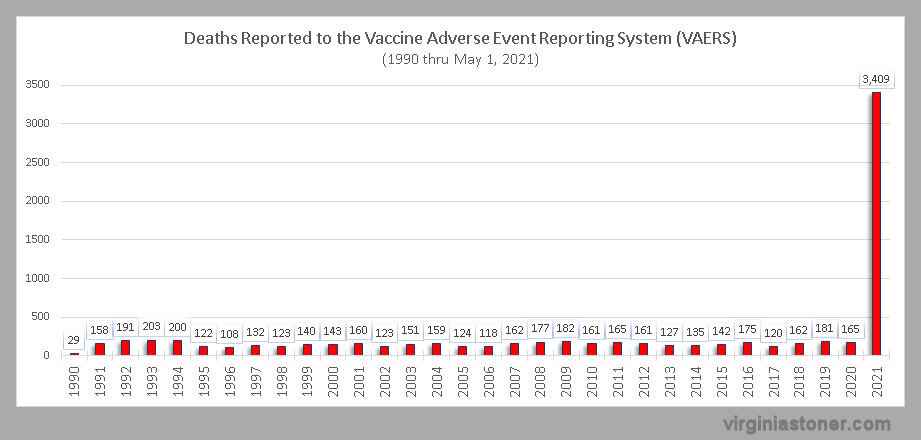 Deaths Reported to the Vaccine Adverse Event Reporting System (VAERS)
(1990 thru May 1, 2021)
3500
3000
2500
2000
1500
1000
500
0
29 158 191 203 200 122 108 132 123 140 143 160 123 151 159 124 118 162 177 182 161 165 161 127 135 142 175 120 162 181 165 3,409
1990 1991 1992 1993 1994 1995 1996 1997 1998 1999 2000 2001 2002 2003 2004 2005 2006 2007 2008 2009 2010 2011 2012 2013 2014 2015 2016 2017 2018 2019 2020 2021
virginiastoner.com